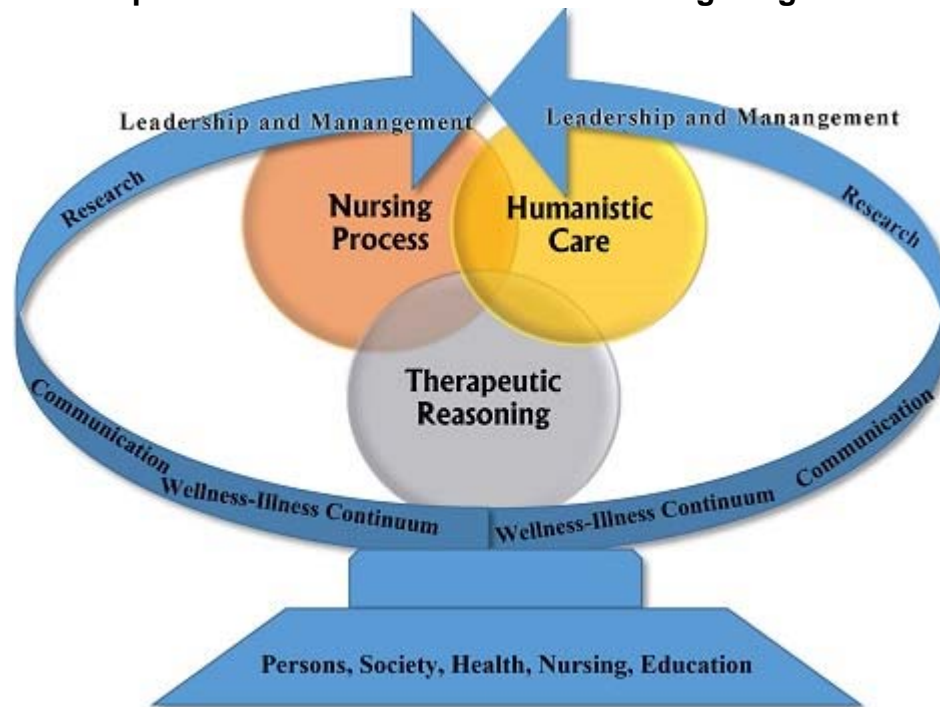 Leadership and Manangement
Leadership and Manangement
Research
Research
Nursing
Process
Humanistic
Care
Therapeutic
Reasoning
Communication
Communication
Wellness-Illness Continuum
Wellness-Illness Continuum
Persons, Society, Health, Nursing, Education